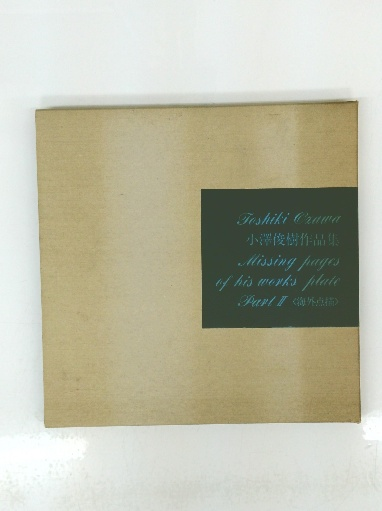 Toshiki Ozawa
小澤俊樹作品集
Missing pages
of his works plate
Part II